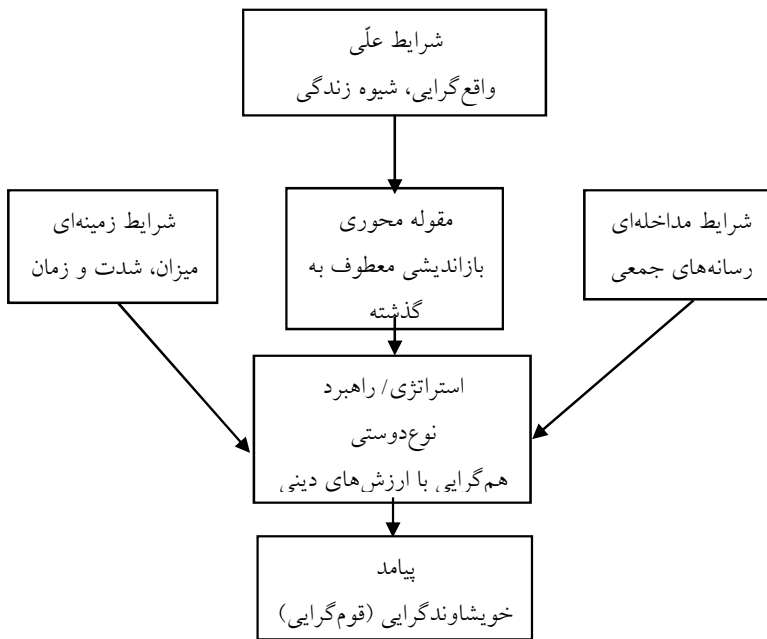 شرایط علّی
واقع‌گرایی، شیوه زندگی
شرایط مداخله‌ای
رسانه‌های جمعی
مقوله محوری
بازاندیشی معطوف به
گذشته
شرایط زمینه‌ای
میزان، شدت و زمان
استراتژی/ راهبرد
نوع‌دوستی
هم‌گرایی با ارزش‌های دینی
پیامد
خویشاوندگرایی (قوم‌گرایی)